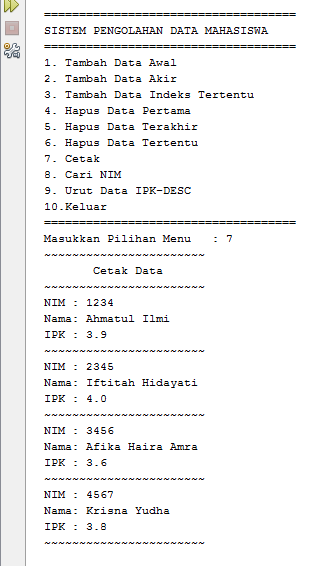 ====================================
SISTEM PENGOLAHAN DATA MAHASISWA
====================================
1. Tambah Data Awal
2. Tambah Data Akir
3. Tambah Data Indeks Tertentu
4. Hapus Data Pertama
5. Hapus Data Terakhir
6. Hapus Data Tertentu
7. Cetak
8. Cari NIM
9. Urut Data IPK-DESC
10.Keluar
====================================
Masukkan Pilihan Menu   : 7
~~~~~~~~~~~~~~~~~~~~~~~
       Cetak Data
~~~~~~~~~~~~~~~~~~~~~~~
NIM : 1234
Nama: Ahmatul Ilmi
IPK : 3.9
~~~~~~~~~~~~~~~~~~~~~~~
NIM : 2345
Nama: Iftitah Hidayati
IPK : 4.0
~~~~~~~~~~~~~~~~~~~~~~~
NIM : 3456
Nama: Afika Haira Amra
IPK : 3.6
~~~~~~~~~~~~~~~~~~~~~~~
NIM : 4567
Nama: Krisna Yudha
IPK : 3.8
~~~~~~~~~~~~~~~~~~~~~~~